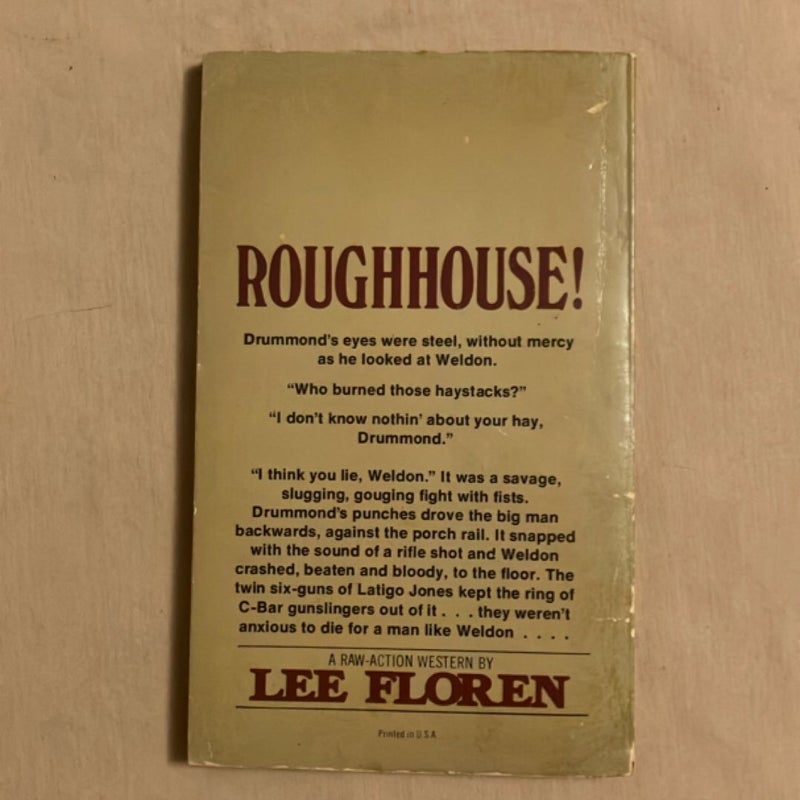 ROUGHHOUSE!
Drummond's eyes were steel, without mercy
as he looked at Weldon.
“Who burned those haystacks?”
“I don't know nothin' about your hay,
Drummond.”
“I think you lie, Weldon.” It was a savage,
slugging, gouging fight with fists.
Drummond's punches drove the big man
backwards, against the porch rail. It snapped
with the sound of a rifle shot and Weldon
crashed, beaten and bloody, to the floor. The
twin six-guns of Latigo Jones kept the ring of
C-Bar gunslingers out of it . . . they weren't
anxious to die for a man like Weldon . . . .
A RAW-ACTION WESTERN BY
LEE FLOREN
Printed in U.S.A.